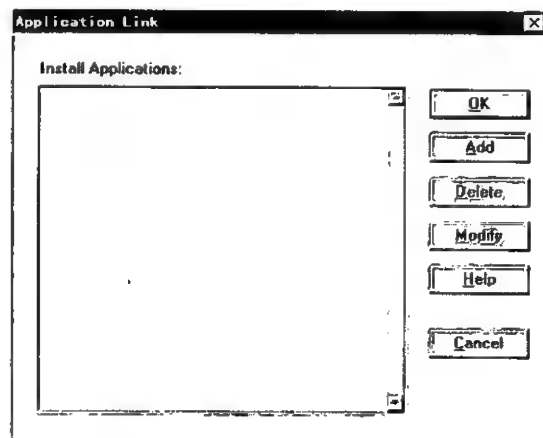 Application Link
Install Applications:
OK
Add
Delete
Modify
Help
Cancel